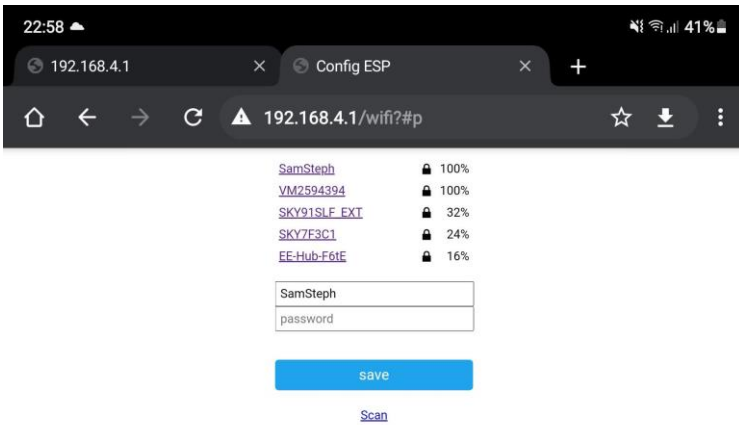 22:58 41%
192.168.4.1 Config ESP
192.168.4.1/wifi?#p
SamSteph 100%
VM2594394 100%
SKY91SLF_EXT 32%
SKY7F3C1 24%
EE-Hub-F6tE 16%
SamSteph
password
save
Scan